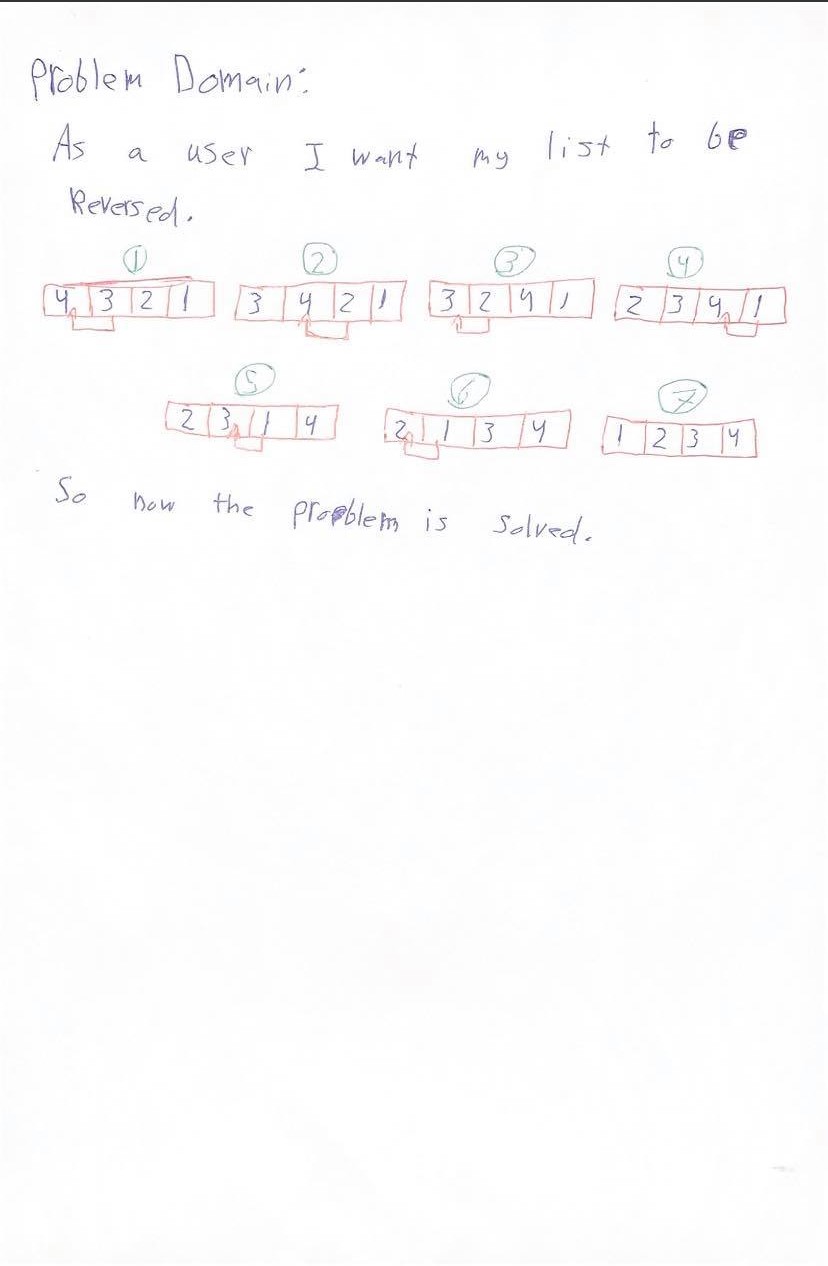 Problem Domain:
As a user I want my list to be
Reversed.
1 2 3 4
4 3 2 1 3 4 2 1 3 2 4 1 2 3 4 1
5 6 7
2 3 1 4 2 1 3 4 1 2 3 4
So now the problem is solved.